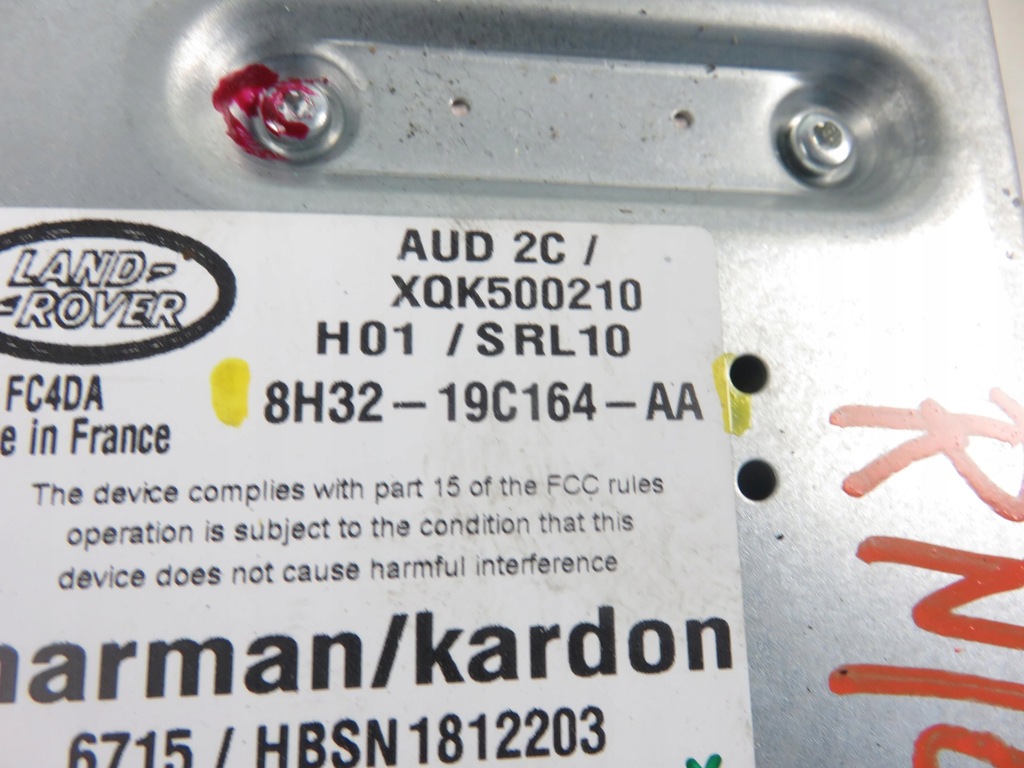 AUD 2C /
XQK500210
LAND-
-ROVER
H01 / SRL10
FC4DA
8H32-19C164-AA
e in France
The device complies with part 15 of the FCC rules
operation is subject to the condition that this
device does not cause harmful interference
harman/kardon
6715 / HBSN1812203